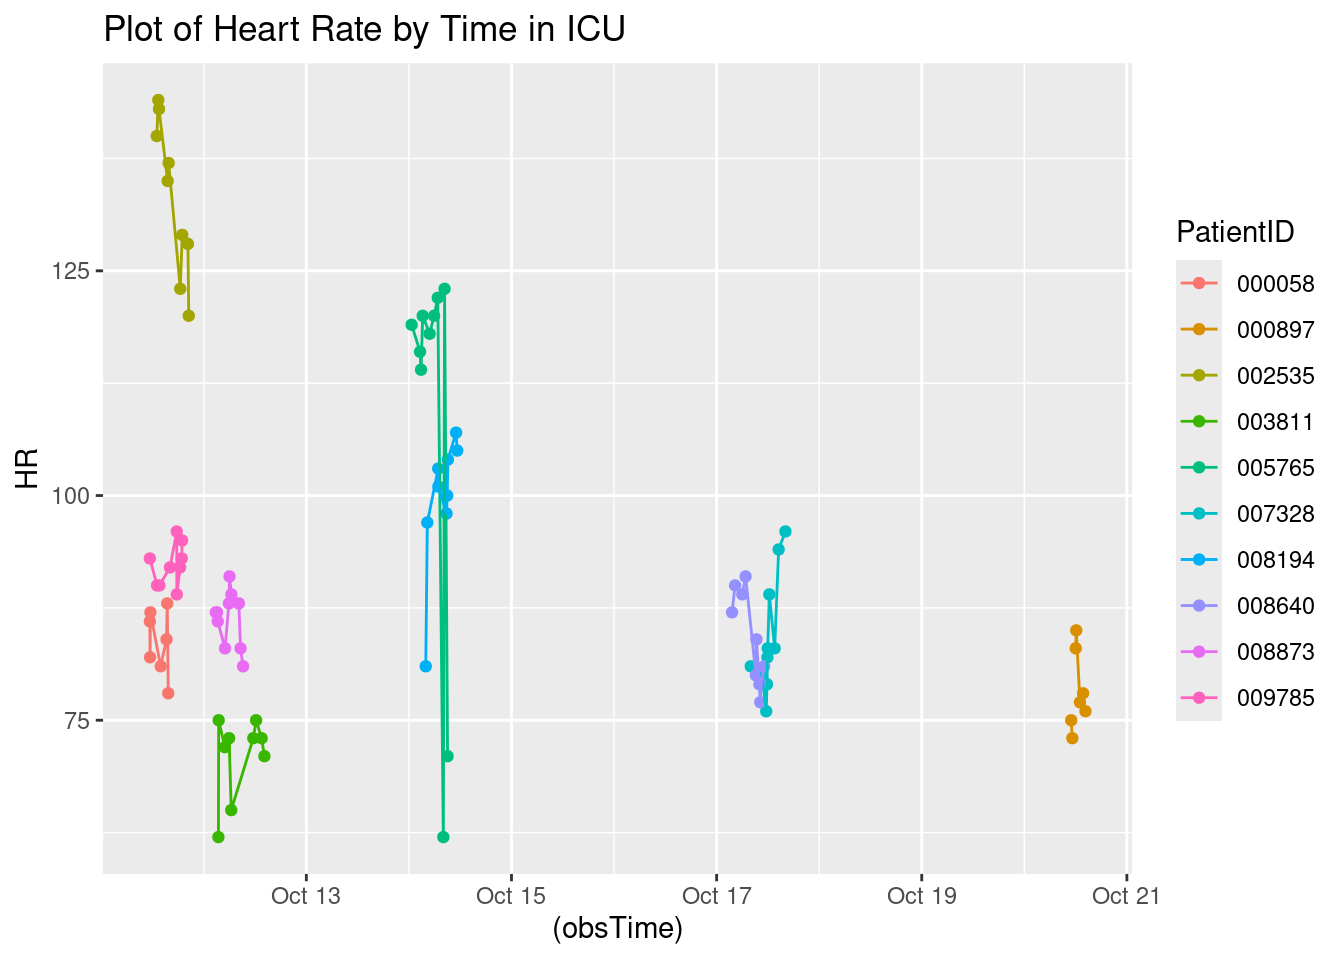 Plot of Heart Rate by Time in ICU
125
100
75
HR
Oct 13
Oct 15
Oct 17
Oct 19
Oct 21
(obsTime)
PatientID
000058
000897
002535
003811
005765
007328
008194
008640
008873
009785